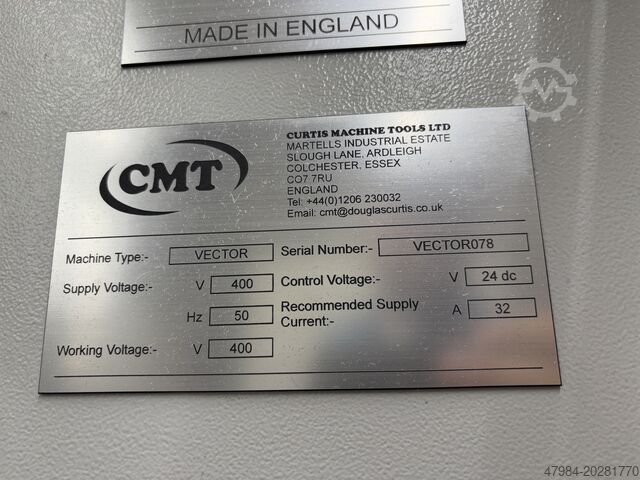 MADE IN ENGLAND
CMT
CURTIS MACHINE TOOLS LTD
MARTELLS INDUSTRIAL ESTATE
SLOUGH LANE, ARDLEIGH
COLCHESTER, ESSEX
CO7 7RU
ENGLAND
Tel: +44(0)1206 230032
Email: cmt@douglascurtis.co.uk
Machine Type:- VECTOR
Serial Number:- VECTOR078
Supply Voltage:- V 400
Control Voltage:- V 24 dc
Hz 50
Recommended Supply
Current:- A 32
Working Voltage:- V 400
47984-20281770